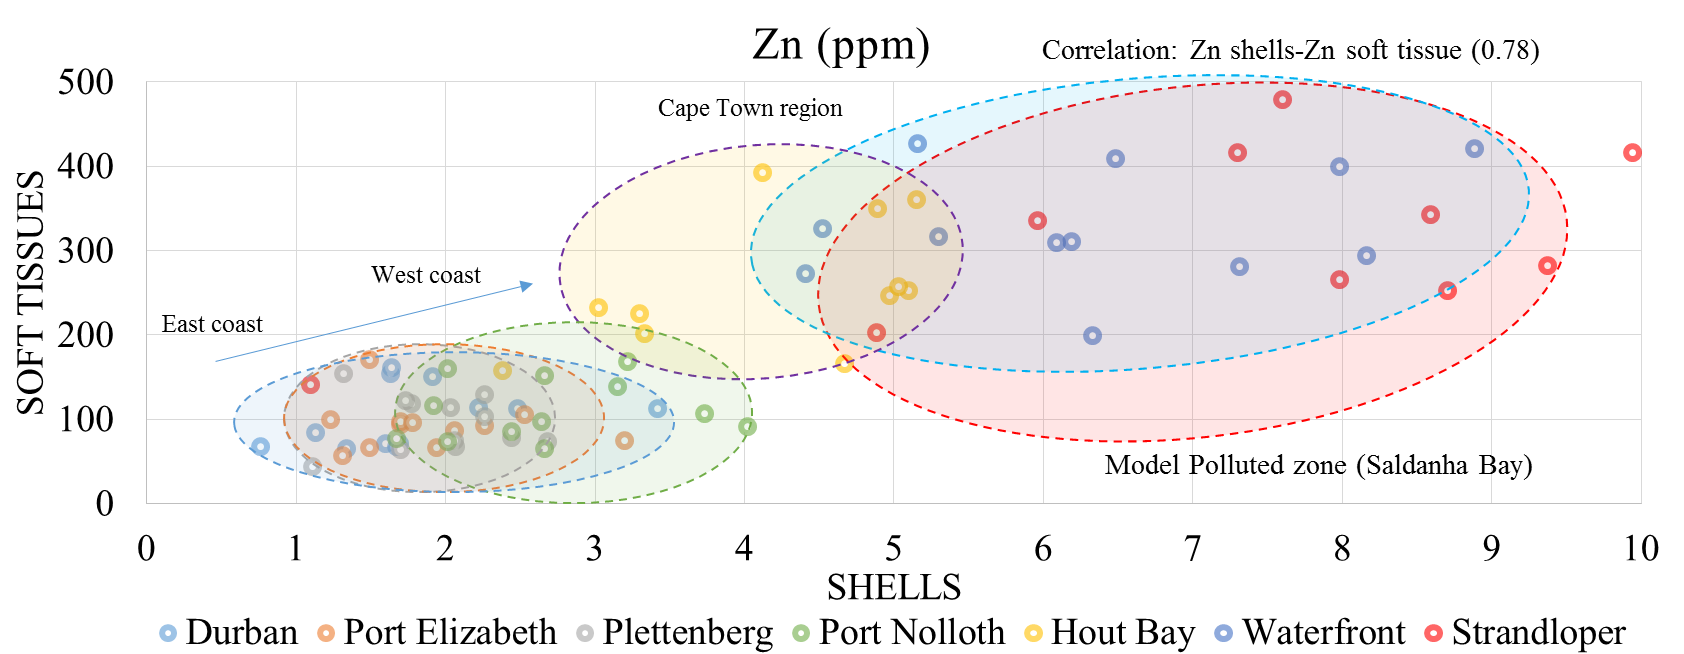 Zn (ppm)
Correlation: Zn shells-Zn soft tissue (0.78)
500
Cape Town region
400
300
West coast
East coast
200
100
Model Polluted zone (Saldanha Bay)
0
SOFT TISSUES
0 1 2 3 4 5 6 7 8 9 10
SHELLS
Durban Port Elizabeth Plettenberg Port Nolloth Hout Bay Waterfront Strandloper